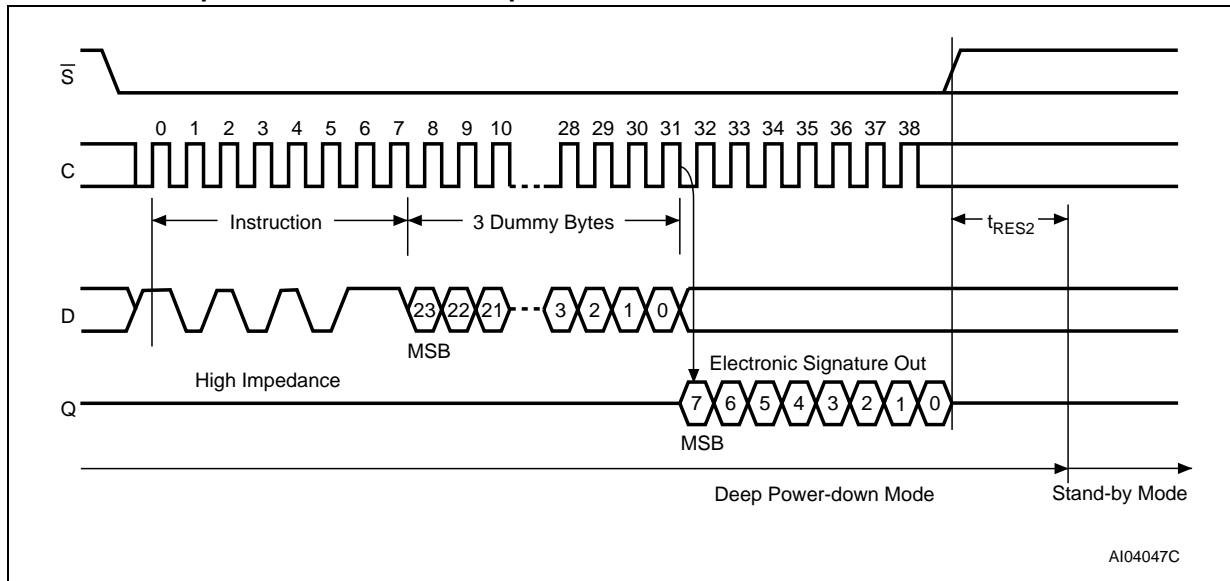 S
0 1 2 3 4 5 6 7 8 9 10 28 29 30 31 32 33 34 35 36 37 38
C
Instruction 3 Dummy Bytes tRES2
D
23 22 21 3 2 1 0
MSB
High Impedance Electronic Signature Out
Q
7 6 5 4 3 2 1 0
MSB
Deep Power-down Mode Stand-by Mode
AI04047C